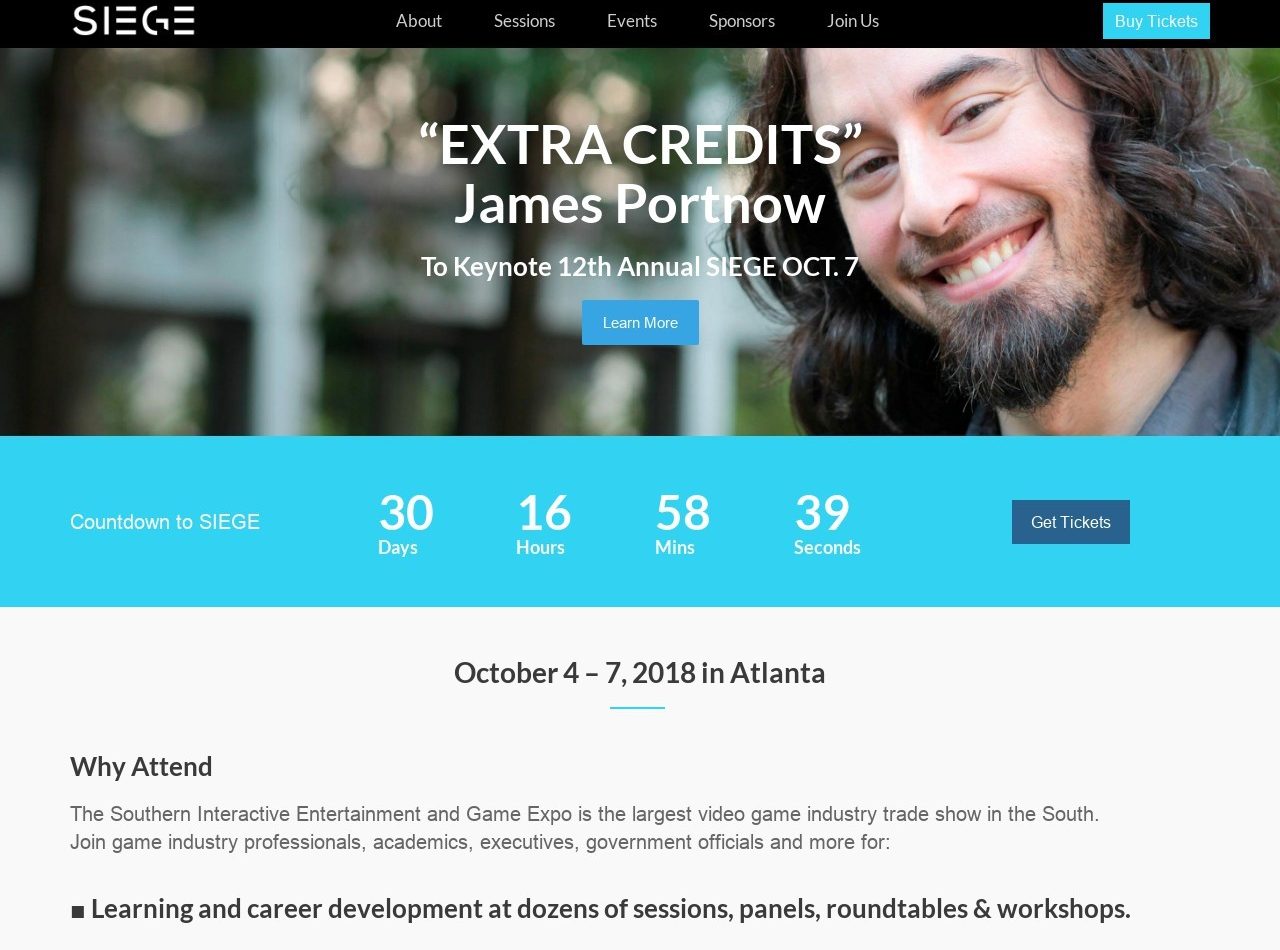 SIEGE
About
Sessions
Events
Sponsors
Join Us
Buy Tickets
“EXTRA CREDITS”
James Portnow
To Keynote 12th Annual SIEGE OCT. 7
Learn More
Countdown to SIEGE
30
16
58
39
Days
Hours
Mins
Seconds
Get Tickets
October 4 – 7, 2018 in Atlanta
Why Attend
The Southern Interactive Entertainment and Game Expo is the largest video game industry trade show in the South.
Join game industry professionals, academics, executives, government officials and more for:
■ Learning and career development at dozens of sessions, panels, roundtables & workshops.